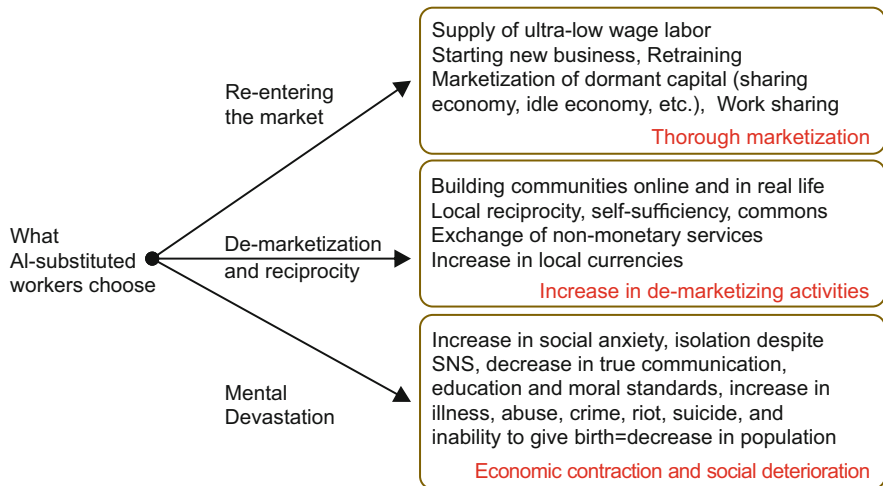 What
AI-substituted
workers choose
Re-entering
the market
Supply of ultra-low wage labor
Starting new business, Retraining
Marketization of dormant capital (sharing
economy, idle economy, etc.),  Work sharing
Thorough marketization
De-marketization
and reciprocity
Building communities online and in real life
Local reciprocity, self-sufficiency, commons
Exchange of non-monetary services
Increase in local currencies
Increase in de-marketizing activities
Mental
Devastation
Increase in social anxiety, isolation despite
SNS, decrease in true communication,
education and moral standards, increase in
illness, abuse, crime, riot, suicide, and
inability to give birth=decrease in population
Economic contraction and social deterioration